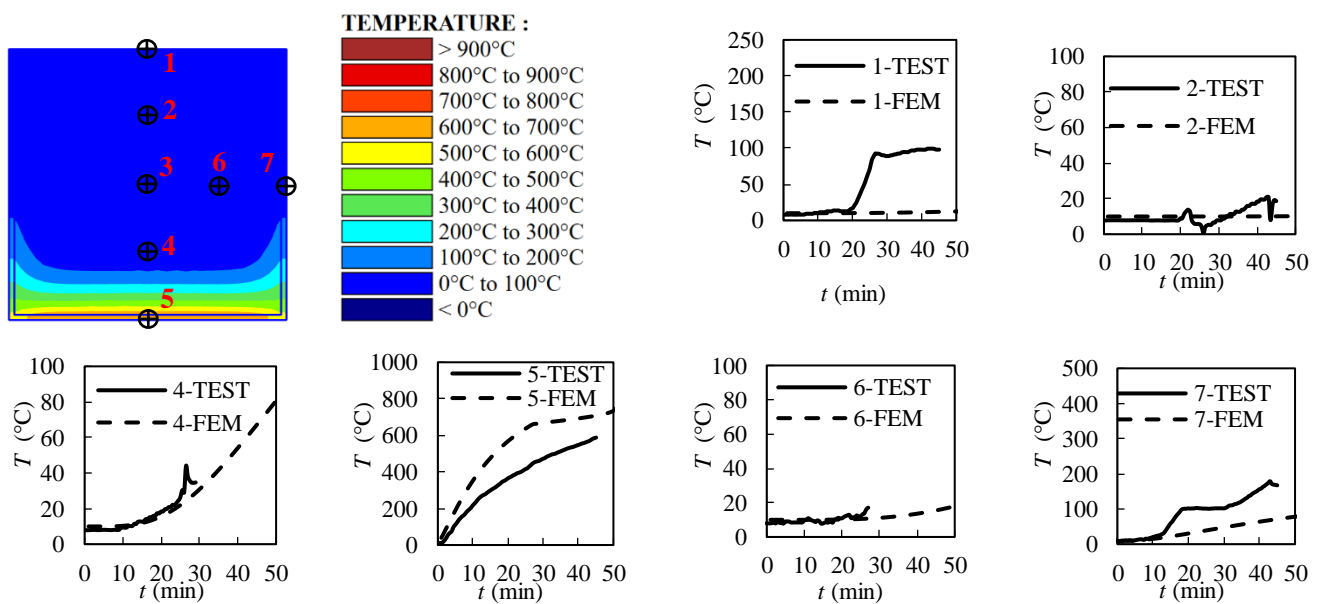 TEMPERATURE :
> 900°C
800°C to 900°C
700°C to 800°C
600°C to 700°C
500°C to 600°C
400°C to 500°C
300°C to 400°C
200°C to 300°C
100°C to 200°C
0°C to 100°C
< 0°C
1
2
3
6
7
4
5
T (°C)
250
200
150
100
50
0
1-TEST
1-FEM
0 10 20 30 40 50
t (min)
T (°C)
100
80
60
40
20
0
2-TEST
2-FEM
0 10 20 30 40 50
t (min)
T (°C)
100
80
60
40
20
0
4-TEST
4-FEM
0 10 20 30 40 50
t (min)
T (°C)
1000
800
600
400
200
0
5-TEST
5-FEM
0 10 20 30 40 50
t (min)
T (°C)
100
80
60
40
20
0
6-TEST
6-FEM
0 10 20 30 40 50
t (min)
T (°C)
500
400
300
200
100
0
7-TEST
7-FEM
0 10 20 30 40 50
t (min)